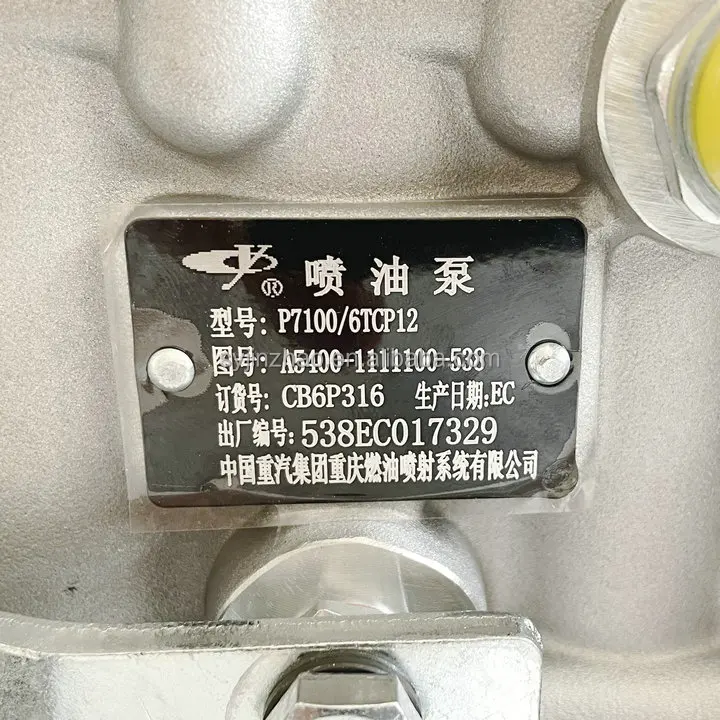 ® 喷油泵
型号: P7100/6TCP12
图号: A5400-1111100-538
订货号: CB6P316 生产日期:EC
出厂编号: 538EC017329
中国重汽集团重庆燃油喷射系统有限公司